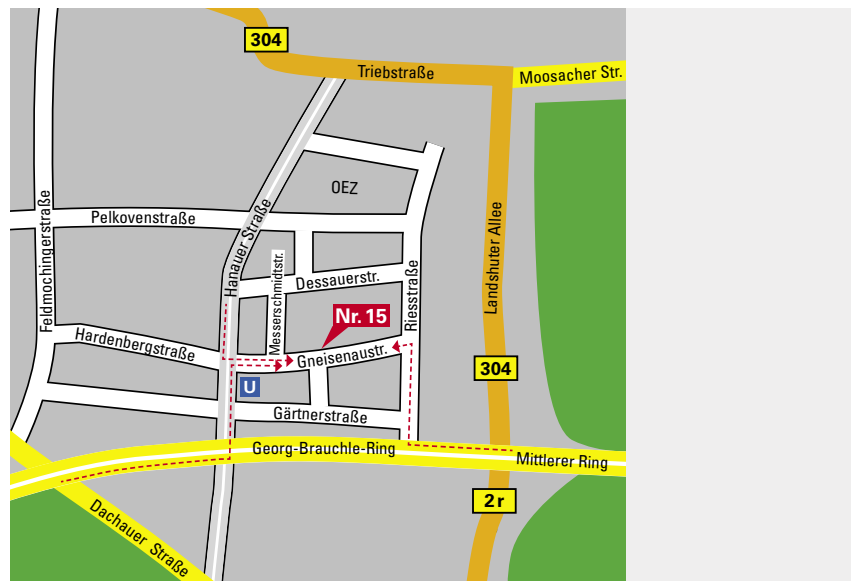 304
Triebstraße
Moosacher Str.
OEZ
Pelkovenstraße
Hanauer Straße
Feldmochingerstraße
Landshuter Allee
Messerschmidtstr.
Dessauerstr.
Riesstraße
Nr. 15
Hardenbergstraße
Gneisenaustr.
304
U
Gärtnerstraße
Georg-Brauchle-Ring
Mittlerer Ring
2 r
Dachauer Straße